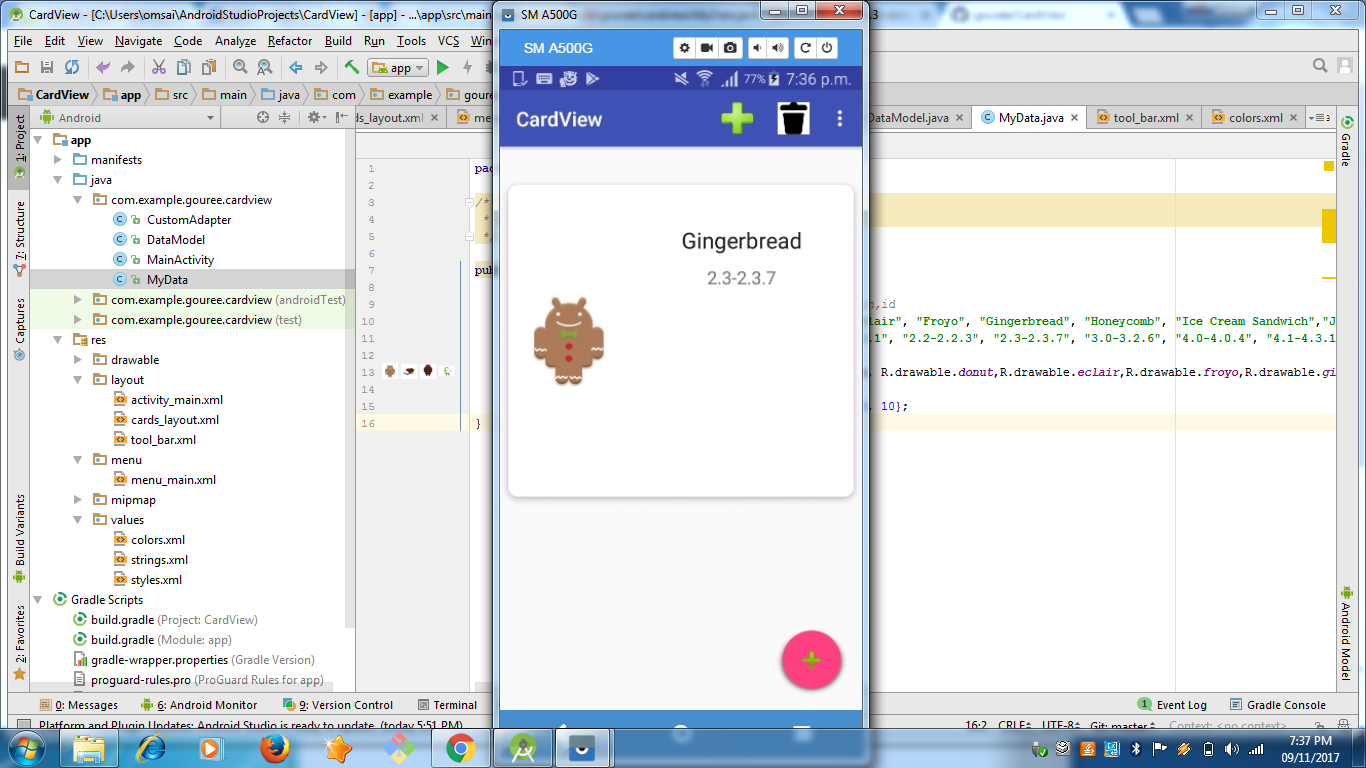 CardView - [C:\Users\omsai\AndroidStudioProjects\CardView] - [app] - ...\app\src\main
File Edit View Navigate Code Analyze Refactor Build Run Tools VCS
app
CardView app src main java com example
Android
ds_layout.xml
DataModel.java MyData.java tool_bar.xml colors.xml
1: Project
7: Structure
Captures
Build Variants
2: Favorites
app
manifests
java
com.example.gouree.cardview
CustomAdapter
DataModel
MainActivity
MyData
com.example.gouree.cardview (androidTest)
com.example.gouree.cardview (test)
res
drawable
layout
activity_main.xml
cards_layout.xml
tool_bar.xml
menu
menu_main.xml
mipmap
values
colors.xml
strings.xml
styles.xml
Gradle Scripts
build.gradle (Project: CardView)
build.gradle (Module: app)
gradle-wrapper.properties (Gradle Version)
proguard-rules.pro (ProGuard Rules for app)
1
2
3 /*
4 *
5 *
6
7
8
9 ,id
10 "Froyo", "Gingerbread", "Honeycomb", "Ice Cream Sandwich","J
11 "2.2-2.2.3", "2.3-2.3.7", "3.0-3.2.6", "4.0-4.0.4", "4.1-4.3.1
12
13 R.drawable.donut,R.drawable.eclair,R.drawable.froyo,R.drawable.gi
14
15 10};
16 }
SM A500G
SM A500G
77% 7:36 p.m.
CardView
Gingerbread
2.3-2.3.7
Gradle
Android Model
0: Messages 6: Android Monitor 9: Version Control Terminal
1 Event Log Gradle Console
Platform and Plugin Updates: Android Studio is ready to update. (today 5:51 PM)
16:2 CRLF UTF-8 Git: master Context: <no context>
7:37 PM
09/11/2017